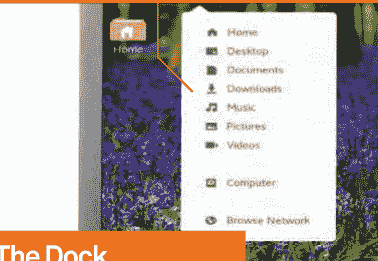 Home
Home
Desktop
Documents
Downloads
Music
Pictures
Videos
Computer
Browse Network
The Dock